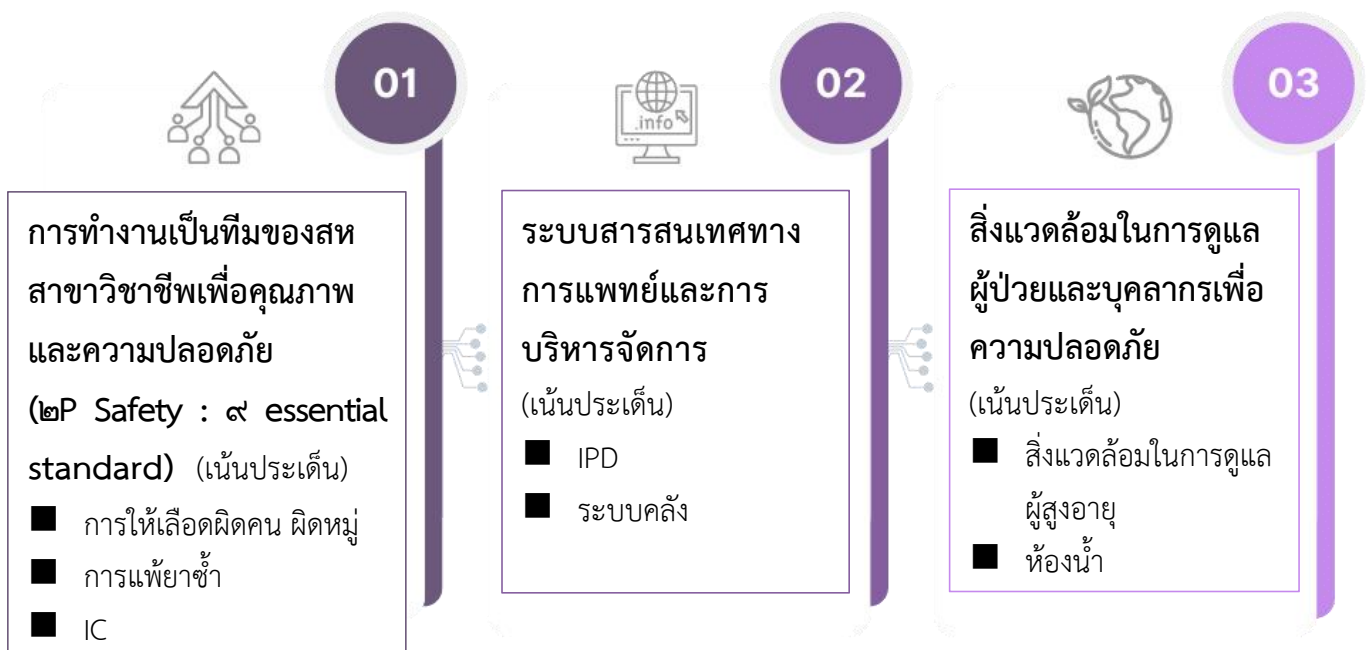 01
การทำงานเป็นทีมของสห
สาขาวิชาชีพเพื่อคุณภาพ
และความปลอดภัย
(๒P Safety : ๙ essential
standard) (เน้นประเด็น)
■ การให้เลือดผิดคน ผิดหมู่
■ การแพ้ยาซ้ำ
■ IC
02
.info
ระบบสารสนเทศทาง
การแพทย์และการ
บริหารจัดการ
(เน้นประเด็น)
■ IPD
■ ระบบคลัง
03
สิ่งแวดล้อมในการดูแล
ผู้ป่วยและบุคลากรเพื่อ
ความปลอดภัย
(เน้นประเด็น)
■ สิ่งแวดล้อมในการดูแล
ผู้สูงอายุ
■ ห้องน้ำ